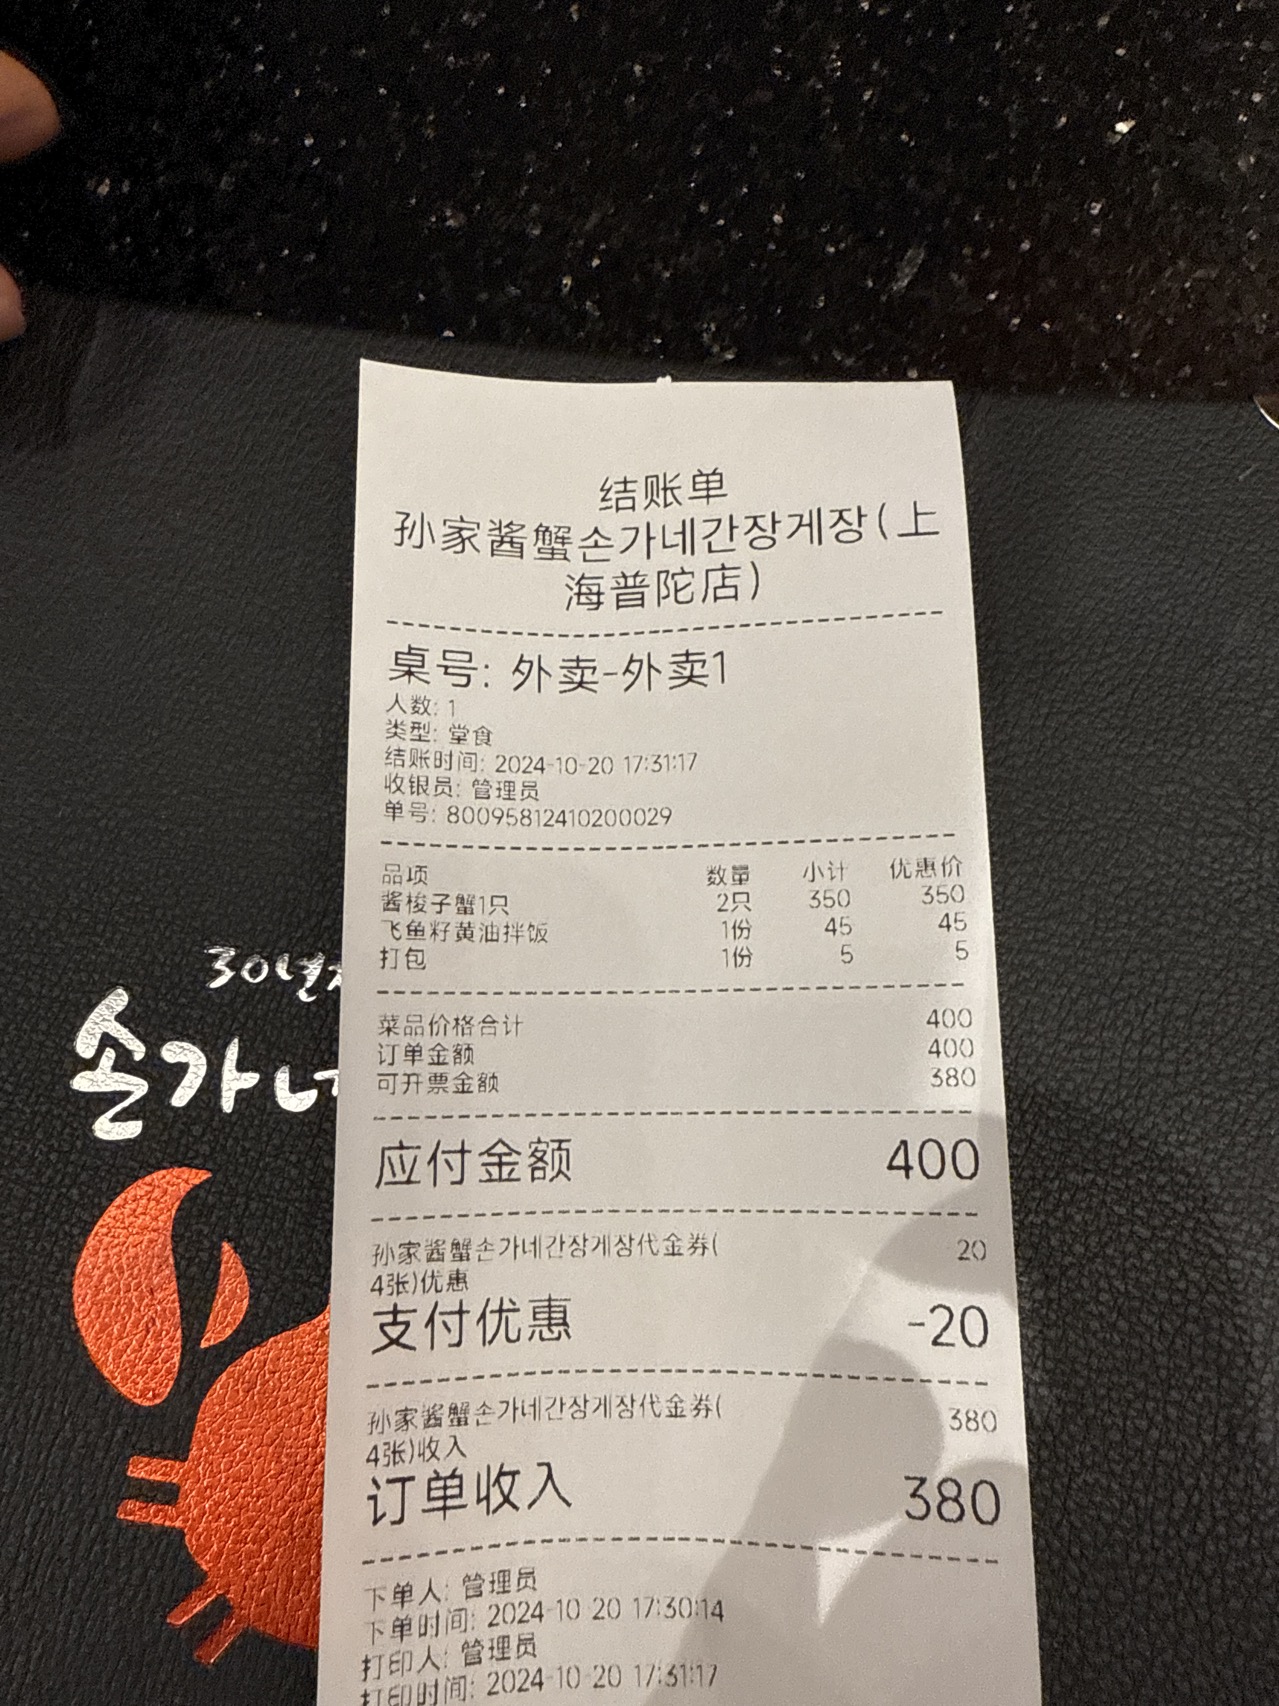 结账单
孙家酱蟹손가네간장게장(上
海普陀店)
桌号: 外卖-外卖1
人数: 1
类型: 堂食
结账时间: 2024-10-20 17:31:17
收银员: 管理员
单号: 80095812410200029
品项 数量 小计 优惠价
酱梭子蟹1只 2只 350 350
飞鱼籽黄油拌饭 1份 45 45
打包 1份 5 5
菜品价格合计 400
订单金额 400
可开票金额 380
应付金额 400
孙家酱蟹손가네간장게장代金券( 20
4张)优惠
支付优惠 -20
孙家酱蟹손가네간장게장代金券( 380
4张)收入
订单收入 380
下单人: 管理员
下单时间: 2024-10-20 17:30:14
打印人: 管理员
打印时间: 2024-10-20 17:31:17
30년
손가네